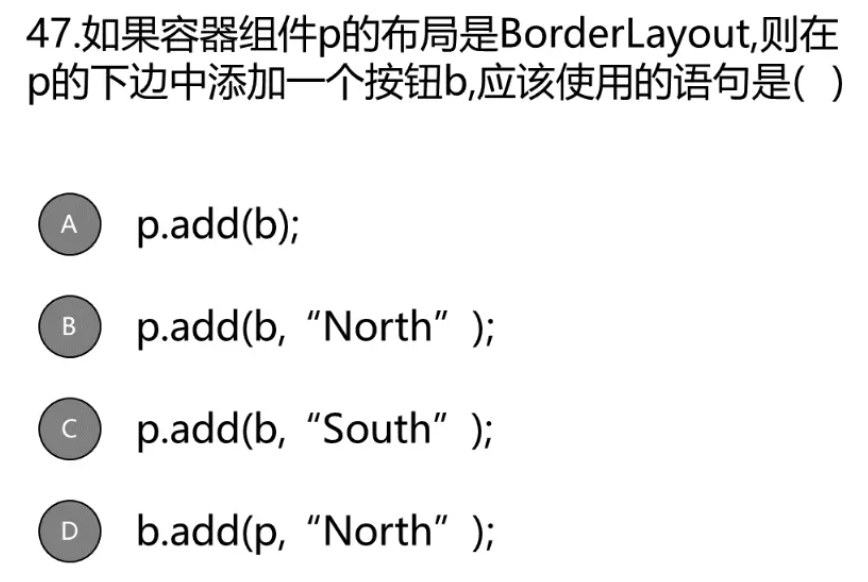 47.如果容器组件p的布局是BorderLayout,则在
p的下边中添加一个按钮b,应该使用的语句是( )
A p.add(b);
B p.add(b, “North” );
C p.add(b, “South” );
D b.add(p, “North” );